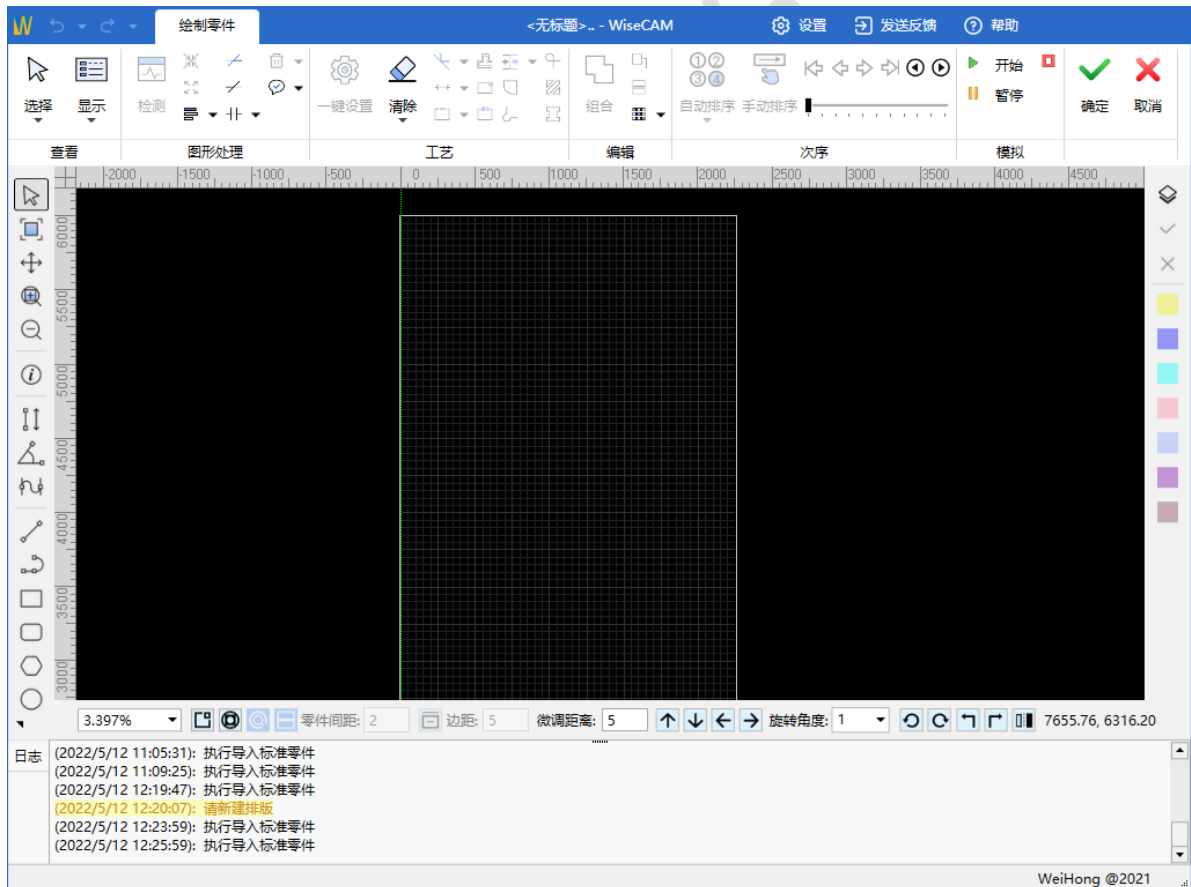 绘制零件 <无标题>.. - WiseCAM 设置 发送反馈 帮助
开始
暂停
选择 显示 检测 一键设置 清除 组合 自动排序 手动排序 确定 取消
①②
③④
查看 图形处理 工艺 编辑 次序 模拟
-2000 -1500 -1000 -500 0 500 1000 1500 2000 2500 3000 3500 4000 4500
6000
5500
5000
4500
4000
3500
3000
3.397% 零件间距: 2 边距: 5 微调距离: 5 旋转角度: 1 7655.76, 6316.20
日志
(2022/5/12 11:05:31): 执行导入标准零件
(2022/5/12 11:09:25): 执行导入标准零件
(2022/5/12 12:19:47): 执行导入标准零件
(2022/5/12 12:20:07): 请新建排版
(2022/5/12 12:23:59): 执行导入标准零件
(2022/5/12 12:25:59): 执行导入标准零件
WeiHong @2021